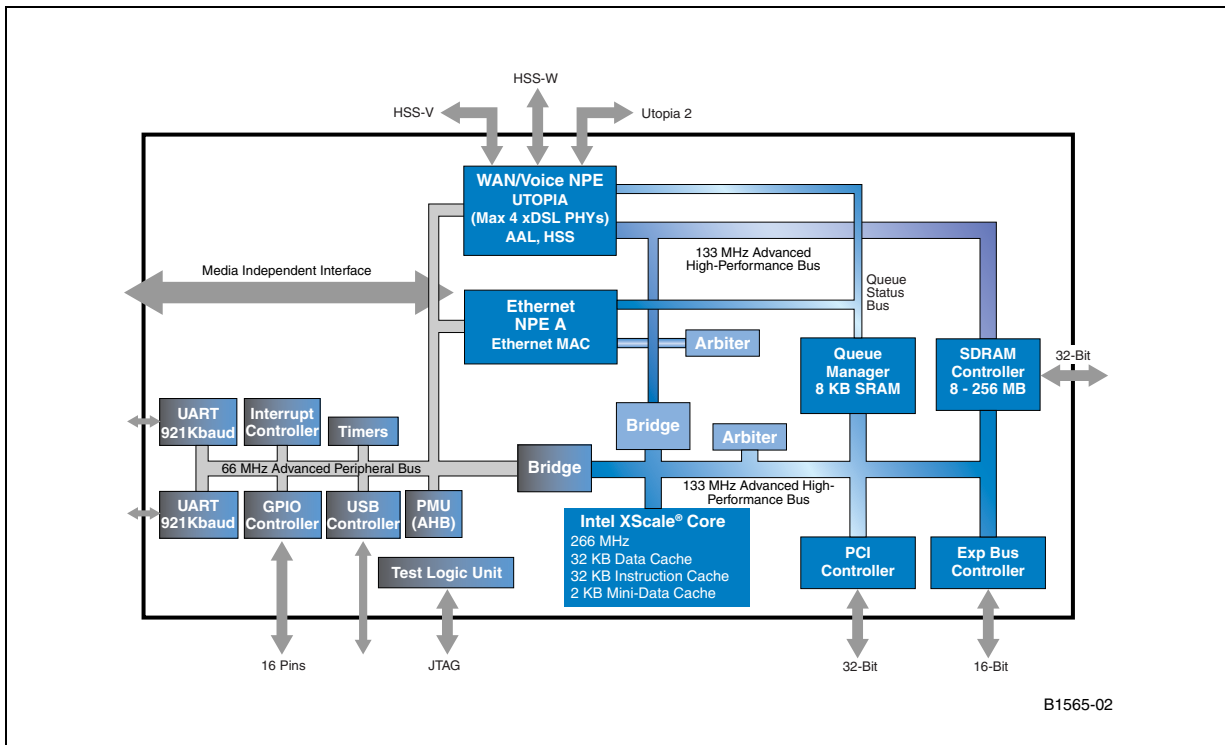 HSS-W
HSS-V
Utopia 2
WAN/Voice NPE
UTOPIA
(Max 4 xDSL PHYs)
AAL, HSS
133 MHz Advanced
High-Performance Bus
Media Independent Interface
Queue
Status
Bus
Ethernet
NPE A
Ethernet MAC
Arbiter
Queue
Manager
8 KB SRAM
SDRAM
Controller
8 - 256 MB
32-Bit
UART
921Kbaud
Interrupt
Controller
Timers
Bridge
Arbiter
66 MHz Advanced Peripheral Bus
Bridge
133 MHz Advanced High-
Performance Bus
UART
921Kbaud
GPIO
Controller
USB
Controller
PMU
(AHB)
Intel XScale® Core
266 MHz
32 KB Data Cache
32 KB Instruction Cache
2 KB Mini-Data Cache
PCI
Controller
Exp Bus
Controller
Test Logic Unit
16 Pins
JTAG
32-Bit
16-Bit
B1565-02